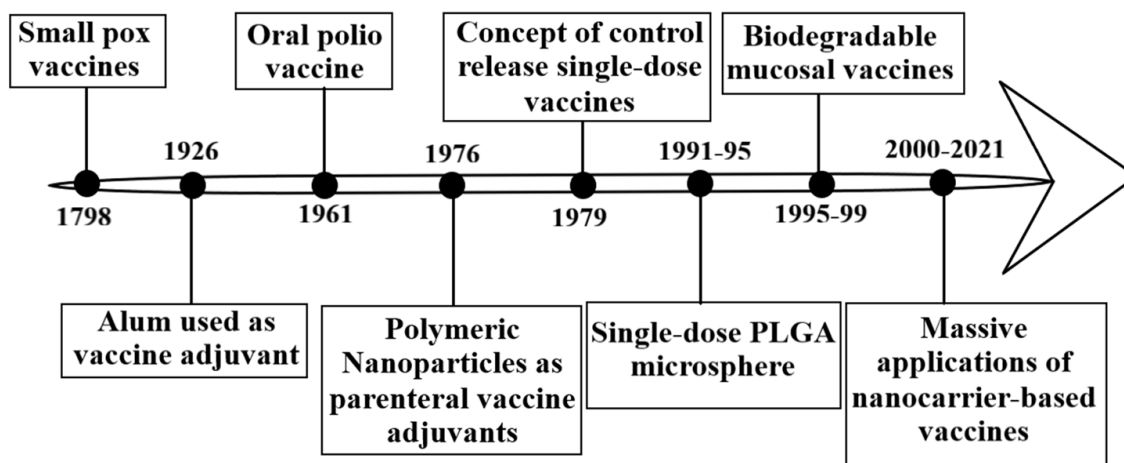 Small pox
vaccines
Oral polio
vaccine
Concept of control
release single-dose
vaccines
Biodegradable
mucosal vaccines
1926
1976
1991-95
2000-2021
1798
1961
1979
1995-99
Alum used as
vaccine adjuvant
Polymeric
Nanoparticles as
parenteral vaccine
adjuvants
Single-dose PLGA
microsphere
Massive
applications of
nanocarrier-based
vaccines